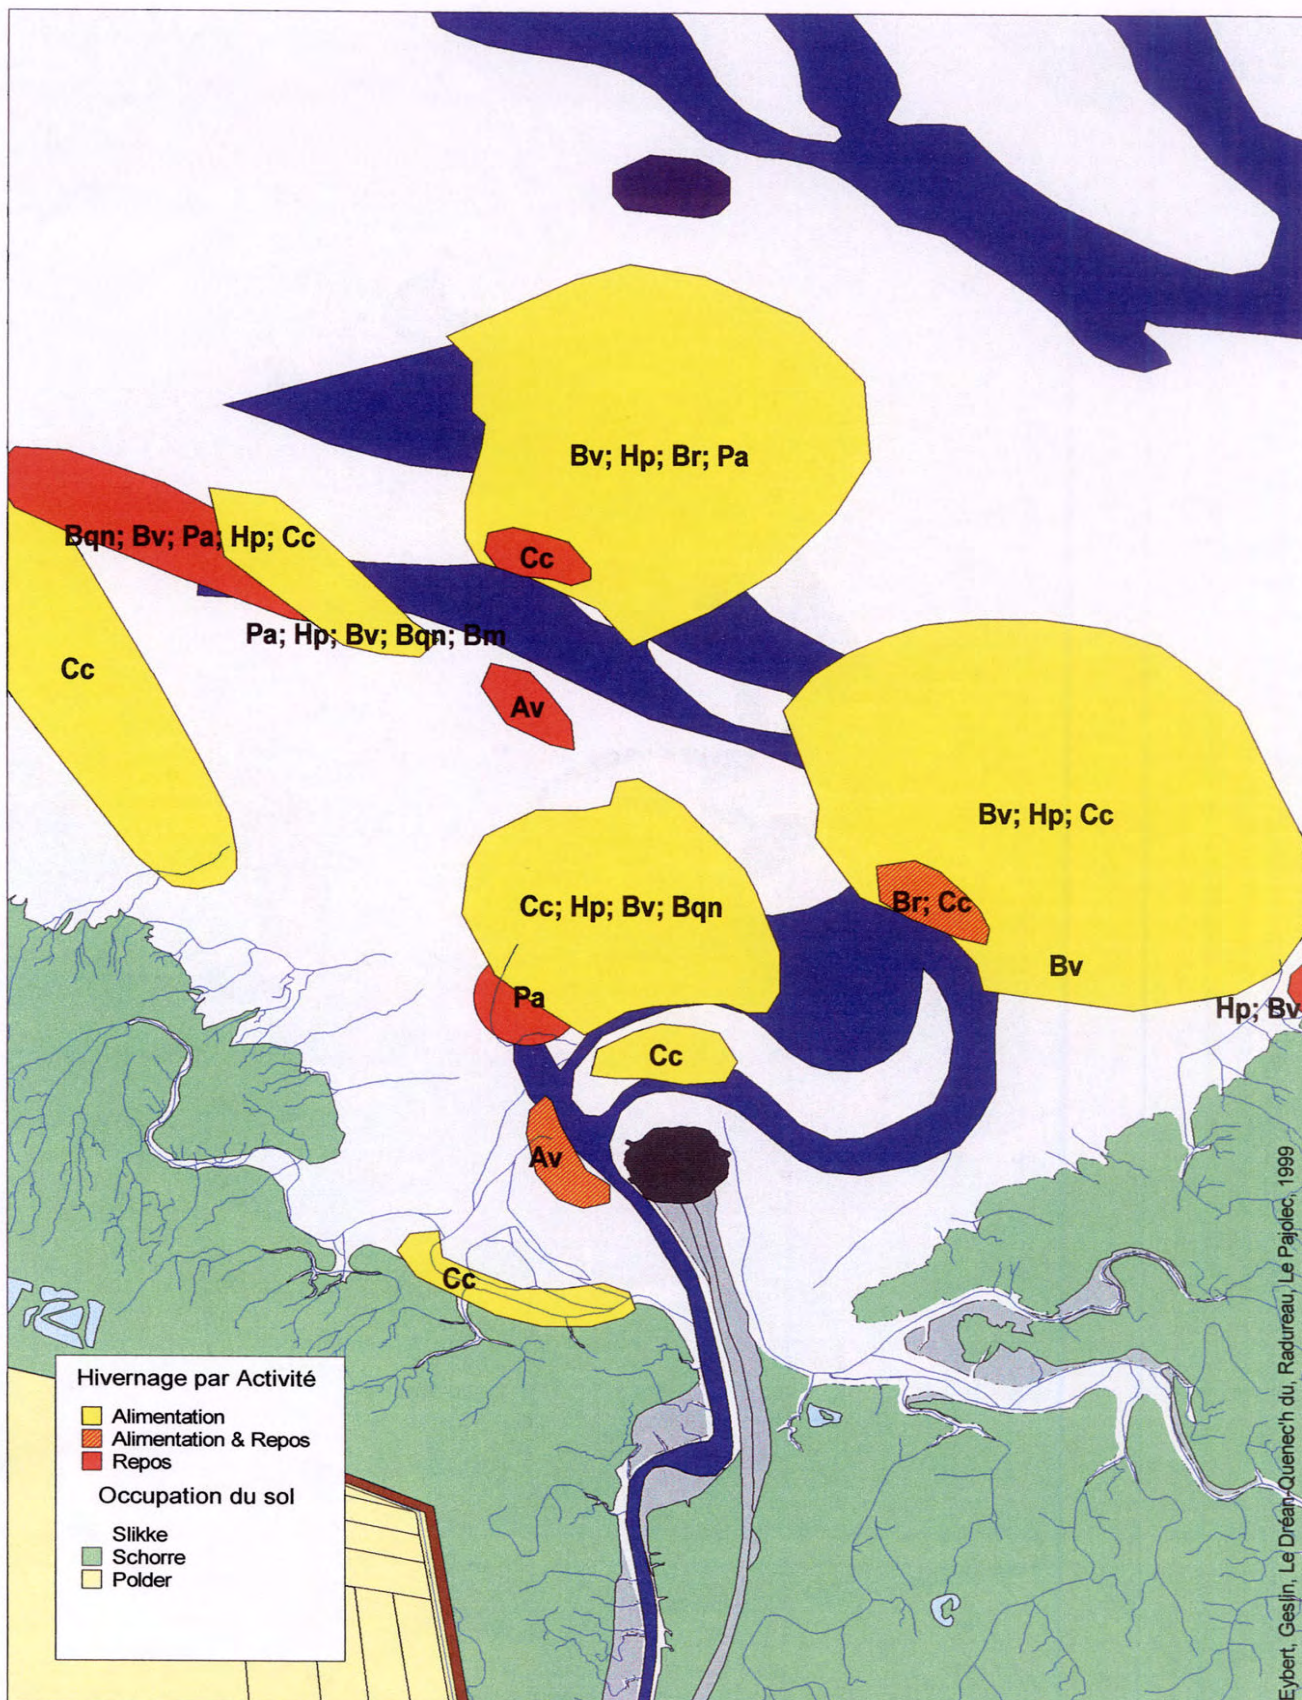 Bv; Hp; Br; Pa
Bqn; Bv; Pa; Hp; Cc
Cc
Pa; Hp; Bv; Bqn; Bm
Cc
Av
Bv; Hp; Cc
Br; Cc
Cc; Hp; Bv; Bqn
Bv
Pa
Hp; Bv
Cc
Av
Cc
Hivernage par Activité
Alimentation
Alimentation & Repos
Repos
Occupation du sol
Slikke
Schorre
Polder
Eybert, Geslin, Le Dréan-Quenec'h du, Radureau, Le Pajolec, 1999